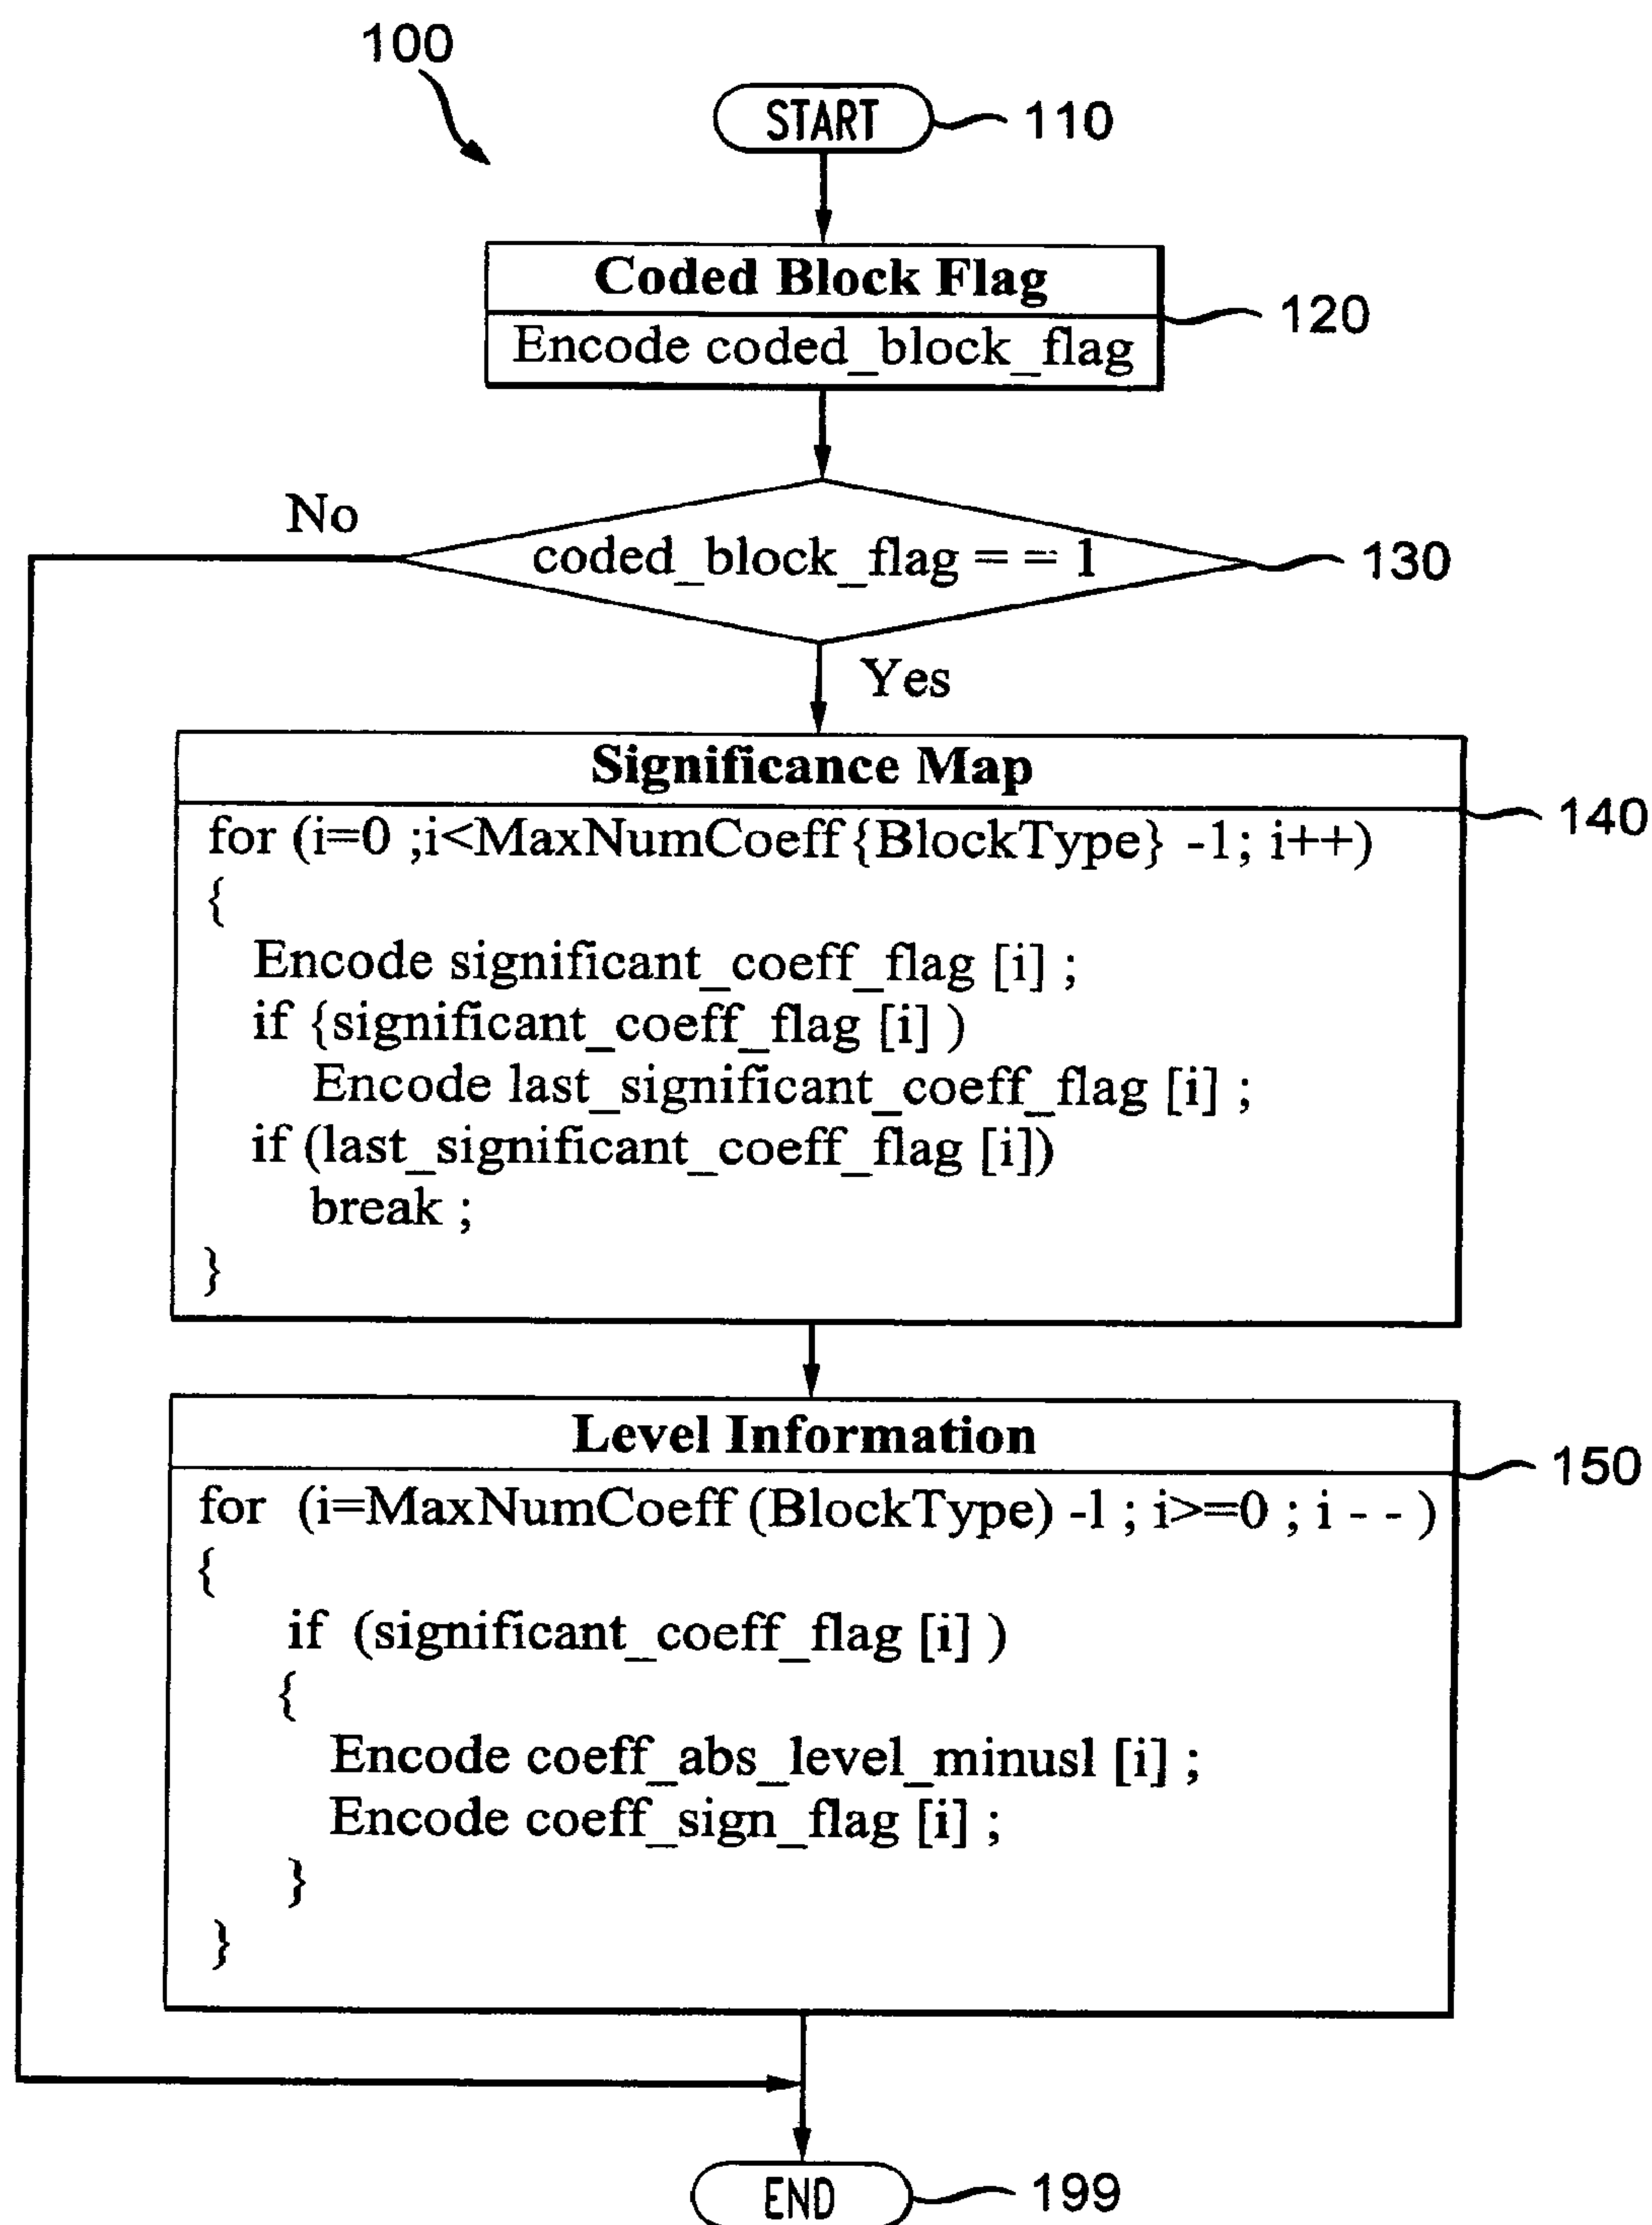 100
START
110
Coded Block Flag
120
Encode coded_block_flag
No
coded_block_flag = = 1
130
Yes
Significance Map
140
for (i=0 ;i<MaxNumCoeff{BlockType} -1; i++)
{
Encode significant_coeff_flag [i] ;
if {significant_coeff_flag [i] )
Encode last_significant_coeff_flag [i] ;
if (last_significant_coeff_flag [i])
break ;
}
Level Information
150
for (i=MaxNumCoeff (BlockType) -1 ; i>=0 ; i - - )
{
if (significant_coeff_flag [i] )
{
Encode coeff_abs_level_minusl [i] ;
Encode coeff_sign_flag [i] ;
}
}
END
199